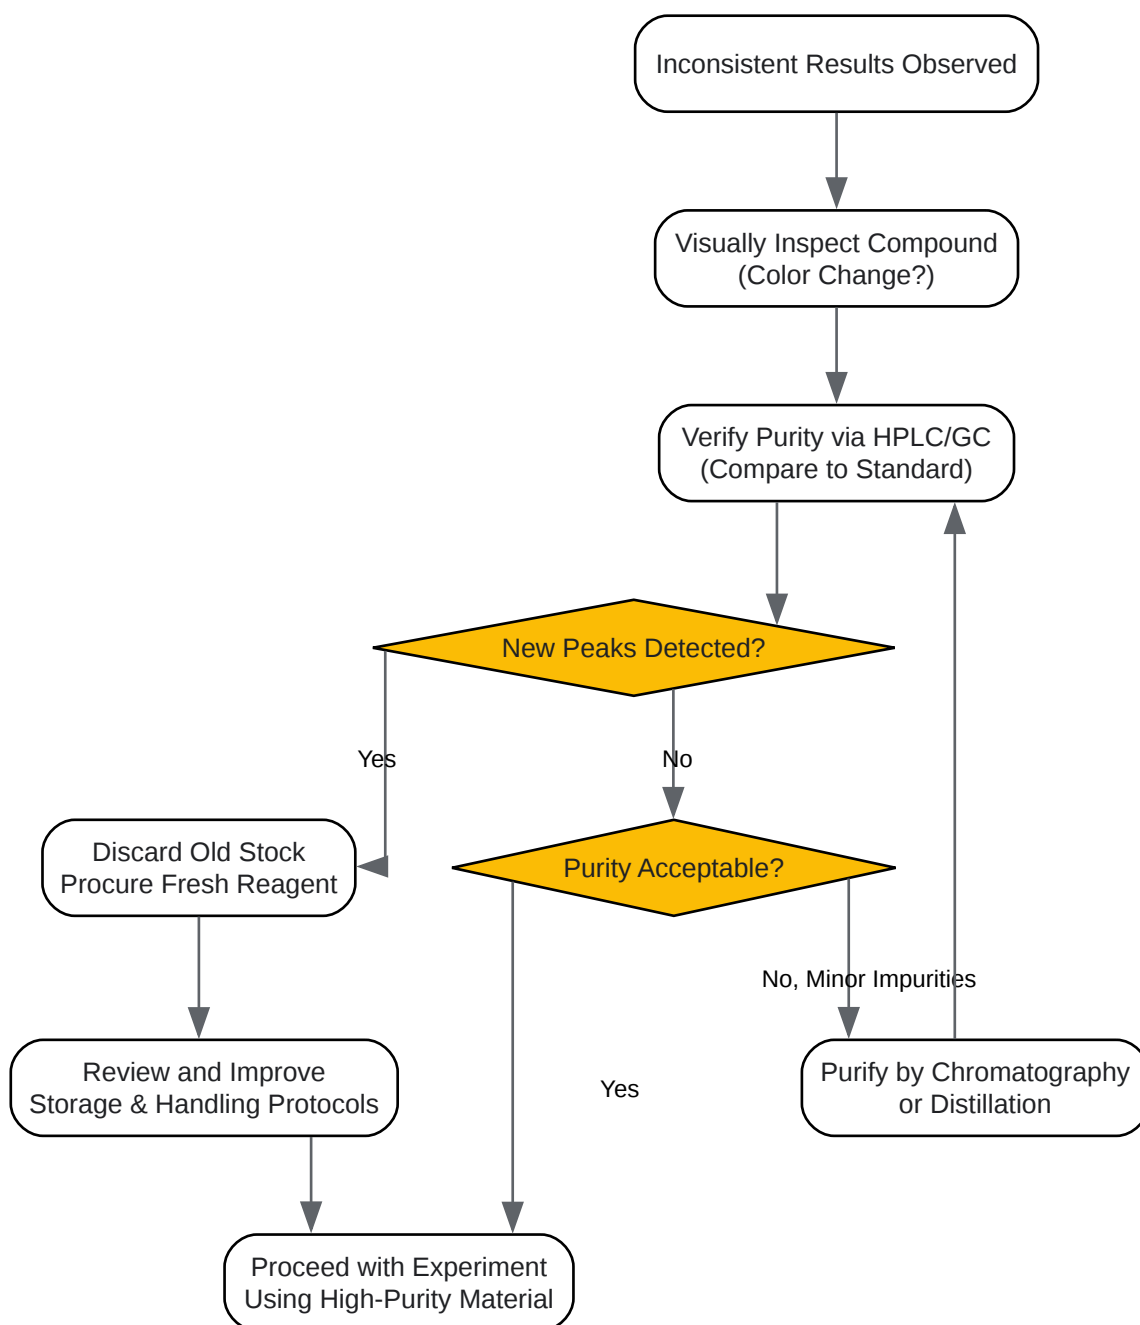 Inconsistent Results Observed
Visually Inspect Compound
(Color Change?)
Verify Purity via HPLC/GC
(Compare to Standard)
New Peaks Detected?
Yes
No
Discard Old Stock
Procure Fresh Reagent
Purity Acceptable?
No, Minor Impurities
Review and Improve
Storage & Handling Protocols
Yes
Purify by Chromatography
or Distillation
Proceed with Experiment
Using High-Purity Material